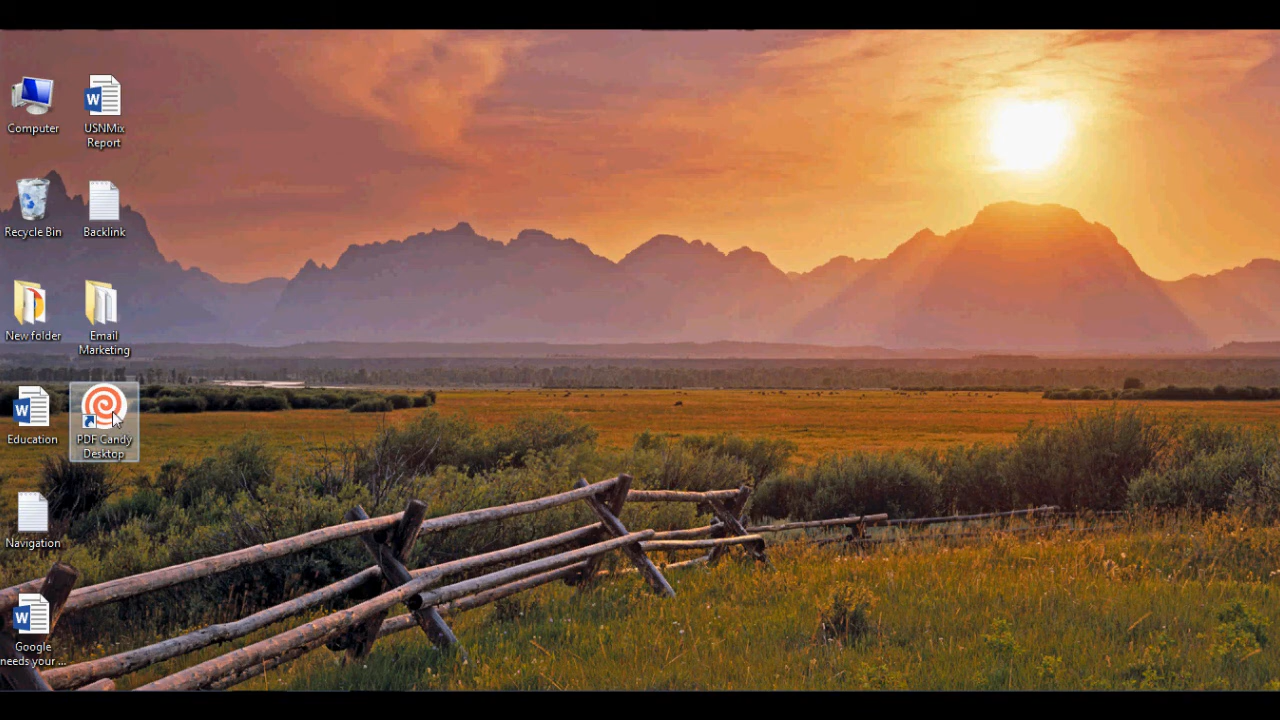 Computer
USNMix
Report
Recycle Bin
Backlink
New folder
Email
Marketing
Education
PDF Candy
Desktop
Navigation
Google
needs your ...